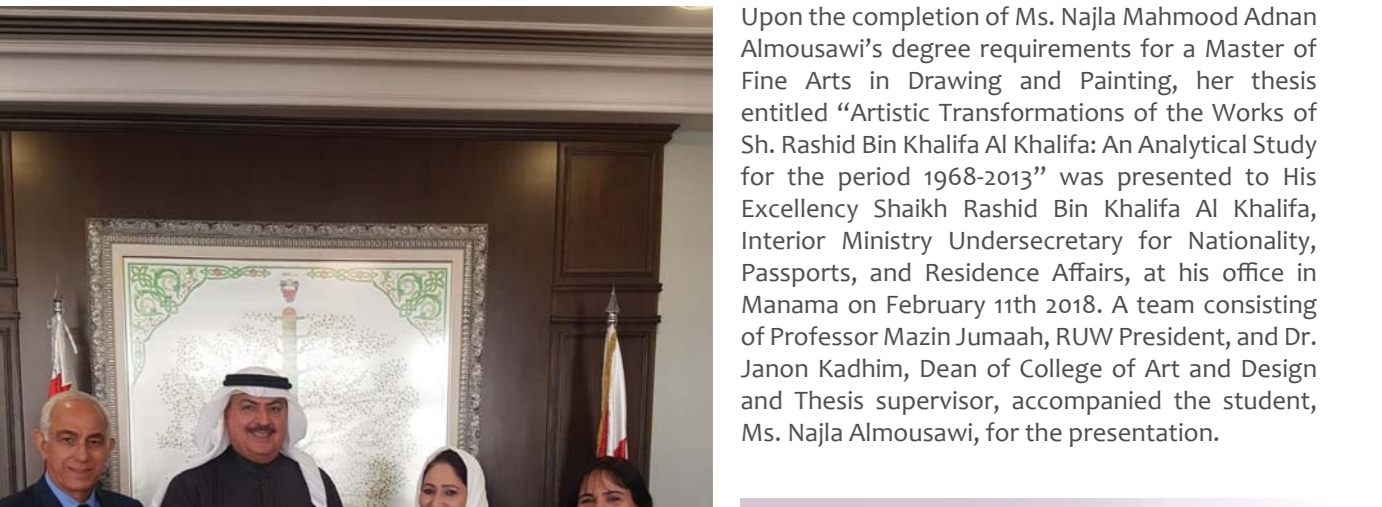 Upon the completion of Ms. Najla Mahmood Adnan
Almousawi’s degree requirements for a Master of
Fine Arts in Drawing and Painting, her thesis
entitled “Artistic Transformations of the Works of
Sh. Rashid Bin Khalifa Al Khalifa: An Analytical Study
for the period 1968-2013” was presented to His
Excellency Shaikh Rashid Bin Khalifa Al Khalifa,
Interior Ministry Undersecretary for Nationality,
Passports, and Residence Affairs, at his office in
Manama on February 11th 2018. A team consisting
of Professor Mazin Jumaah, RUW President, and Dr.
Janon Kadhim, Dean of College of Art and Design
and Thesis supervisor, accompanied the student,
Ms. Najla Almousawi, for the presentation.